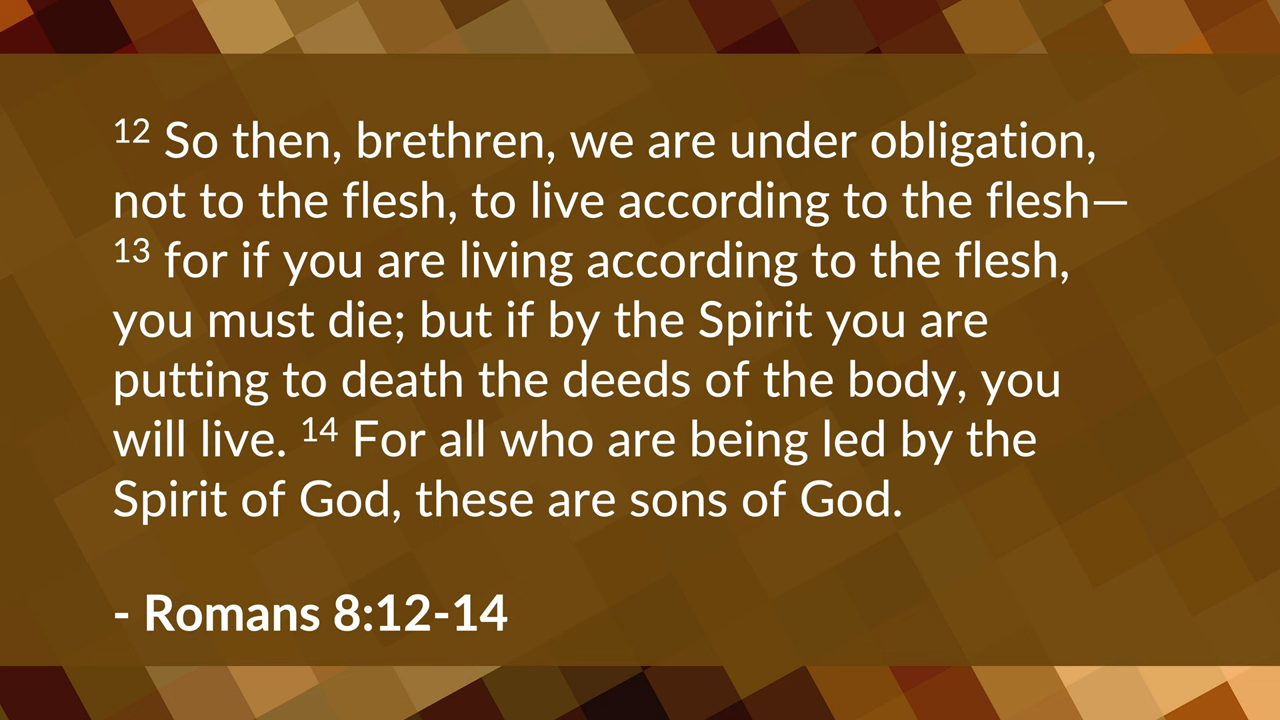 12 So then, brethren, we are under obligation,
not to the flesh, to live according to the flesh—
13 for if you are living according to the flesh,
you must die; but if by the Spirit you are
putting to death the deeds of the body, you
will live. 14 For all who are being led by the
Spirit of God, these are sons of God.
- Romans 8:12-14